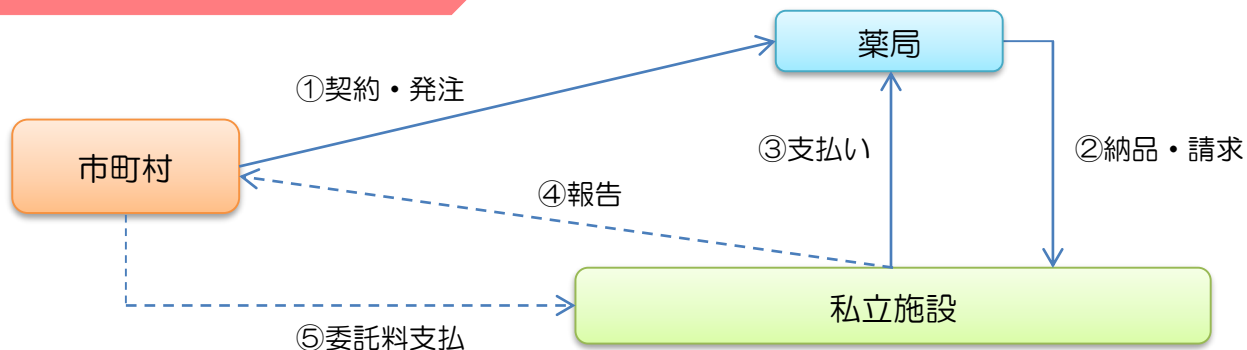 薬局
①契約・発注
市町村
③支払い
②納品・請求
④報告
私立施設
⑤委託料支払